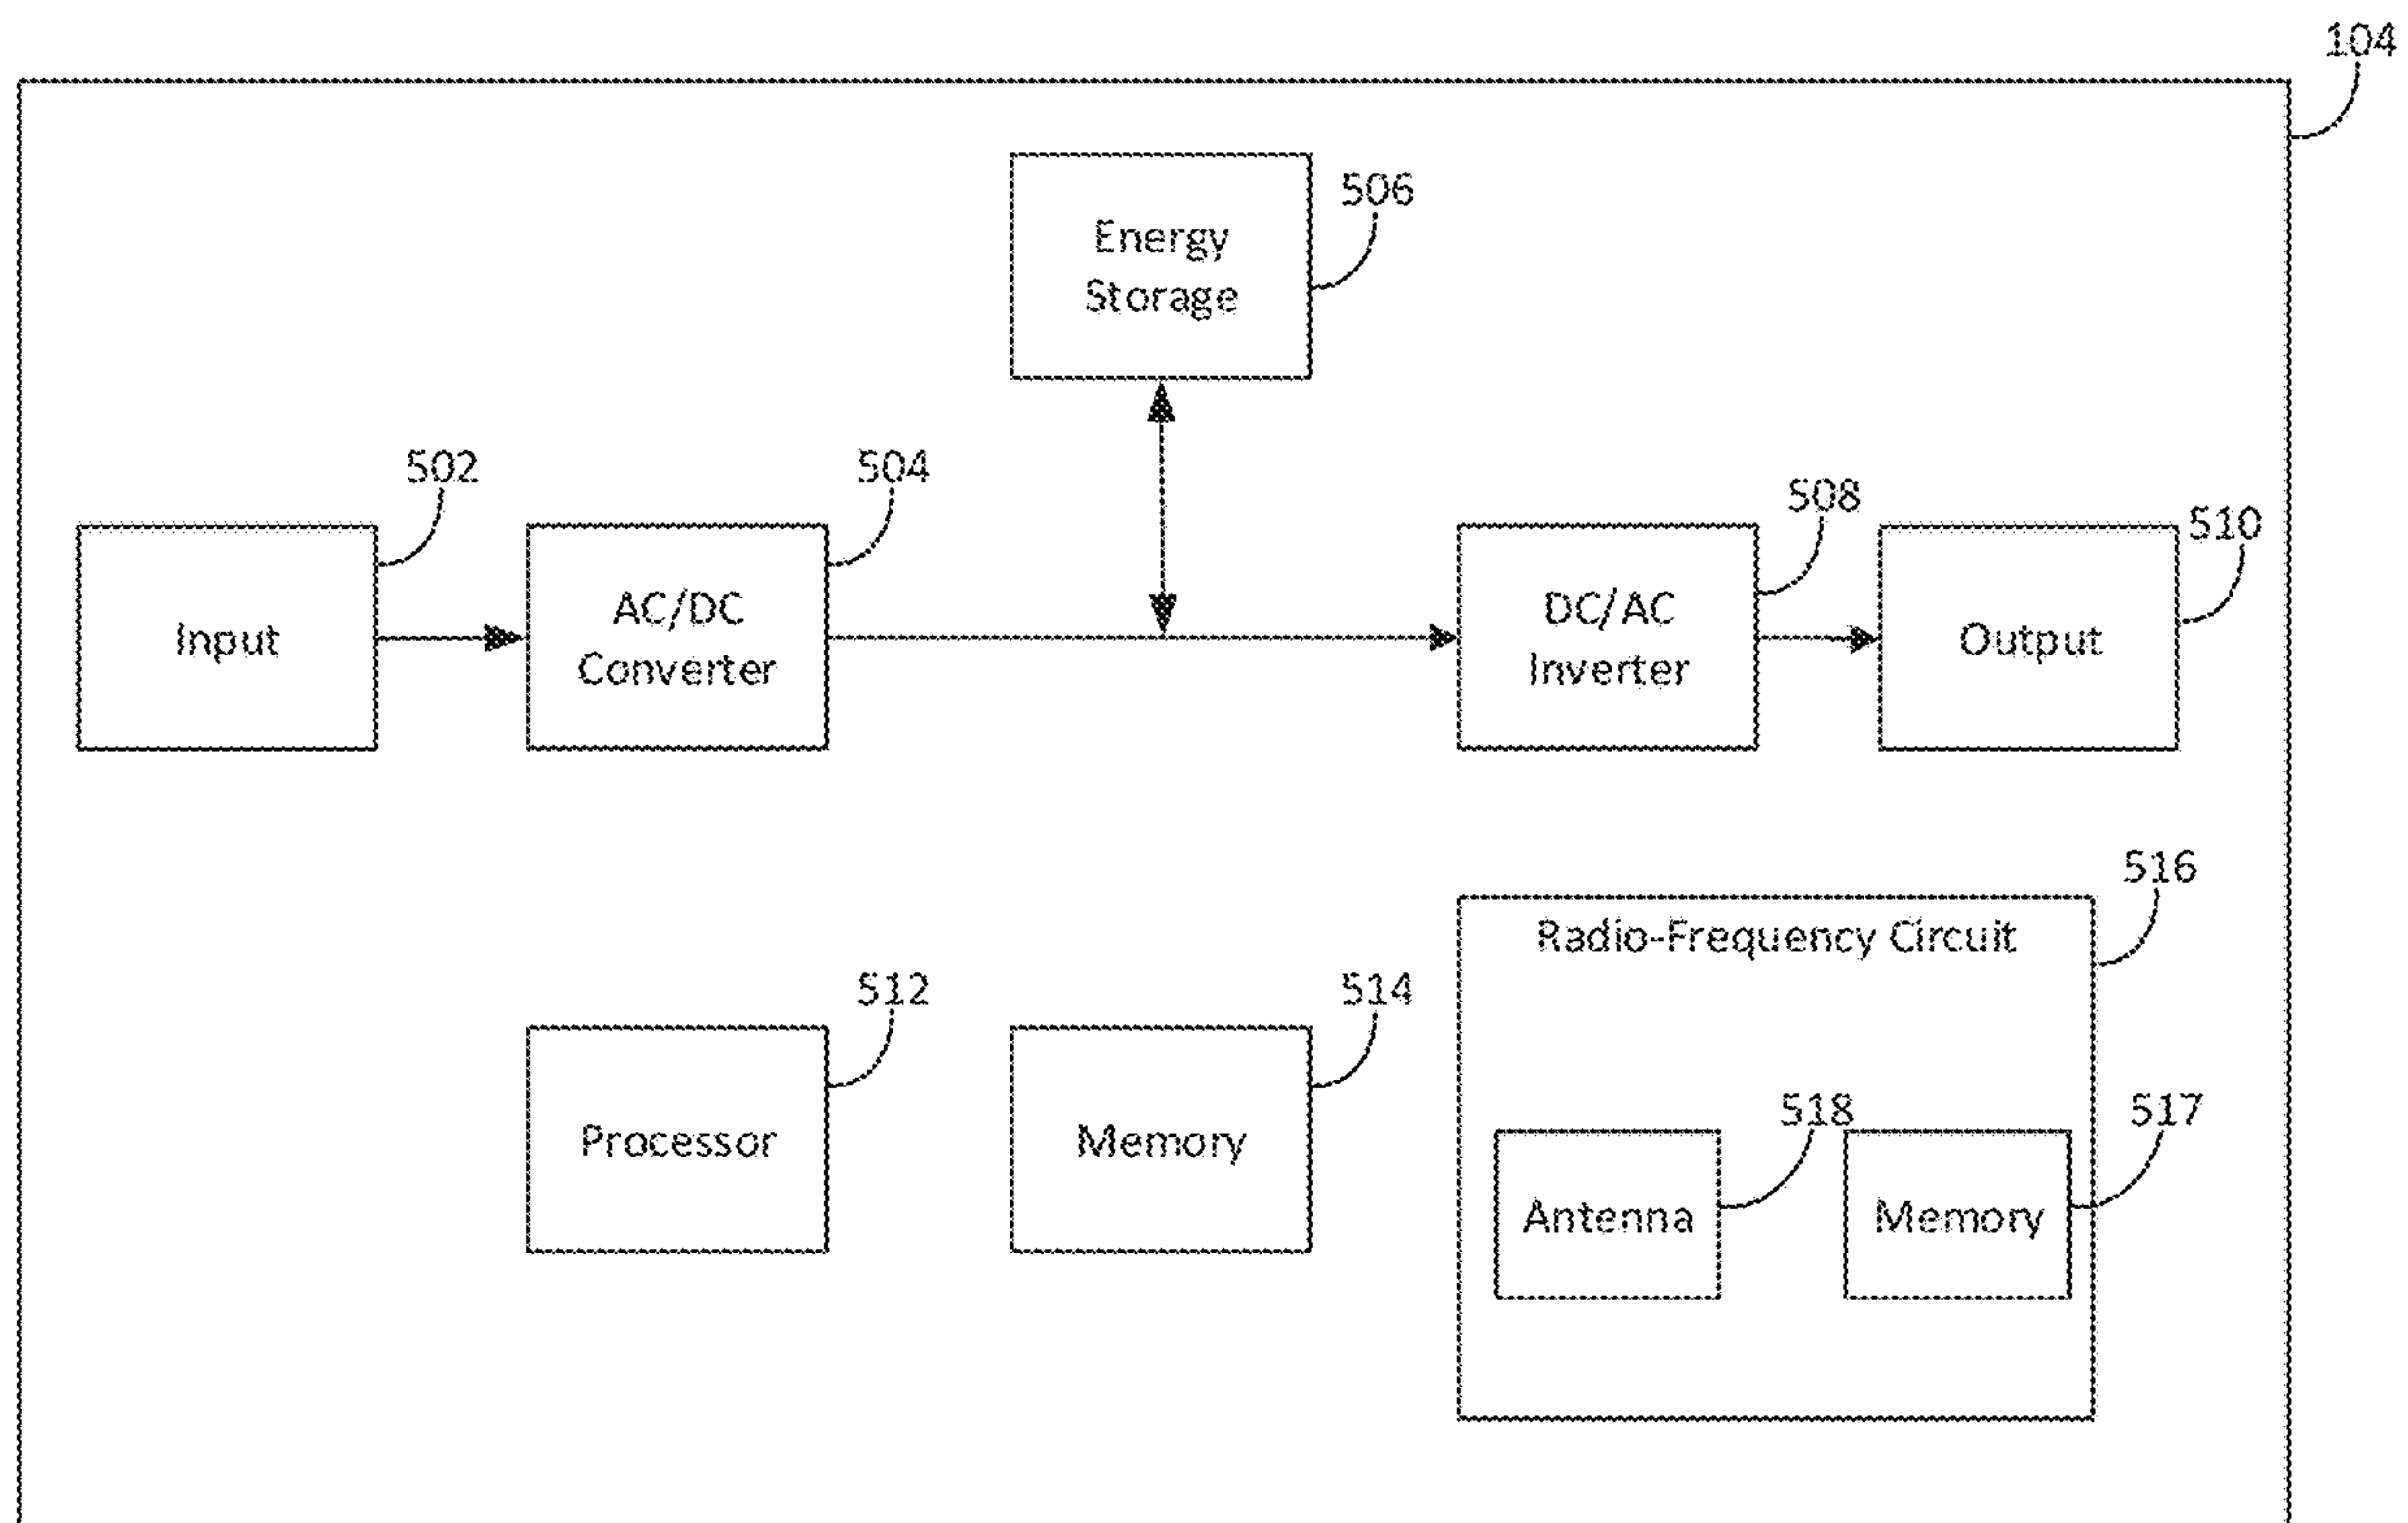 104
506
Energy
Storage
502
504
508
510
Input
AC/DC
Converter
DC/AC
Inverter
Output
516
Radio-Frequency Circuit
512
514
518
517
Processor
Memory
Antenna
Memory